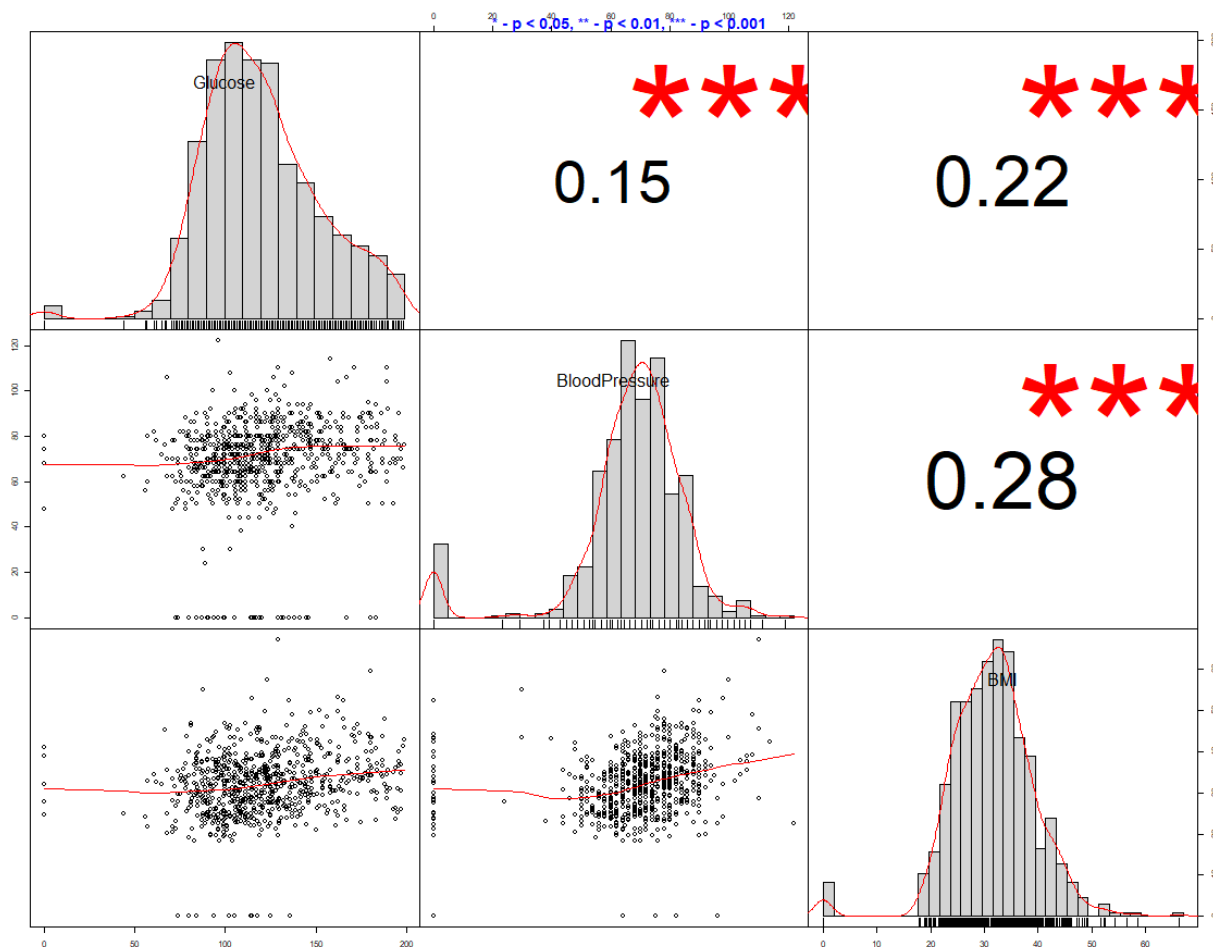 0 20 40 60 80 100 120
* - p < 0.05, ** - p < 0.01, *** - p < 0.001
Glucose
***
0.15
***
0.22
0 20 40 60 80 100 120
BloodPressure
***
0.28
BMI
0 50 100 150 200
0 10 20 30 40 50 60